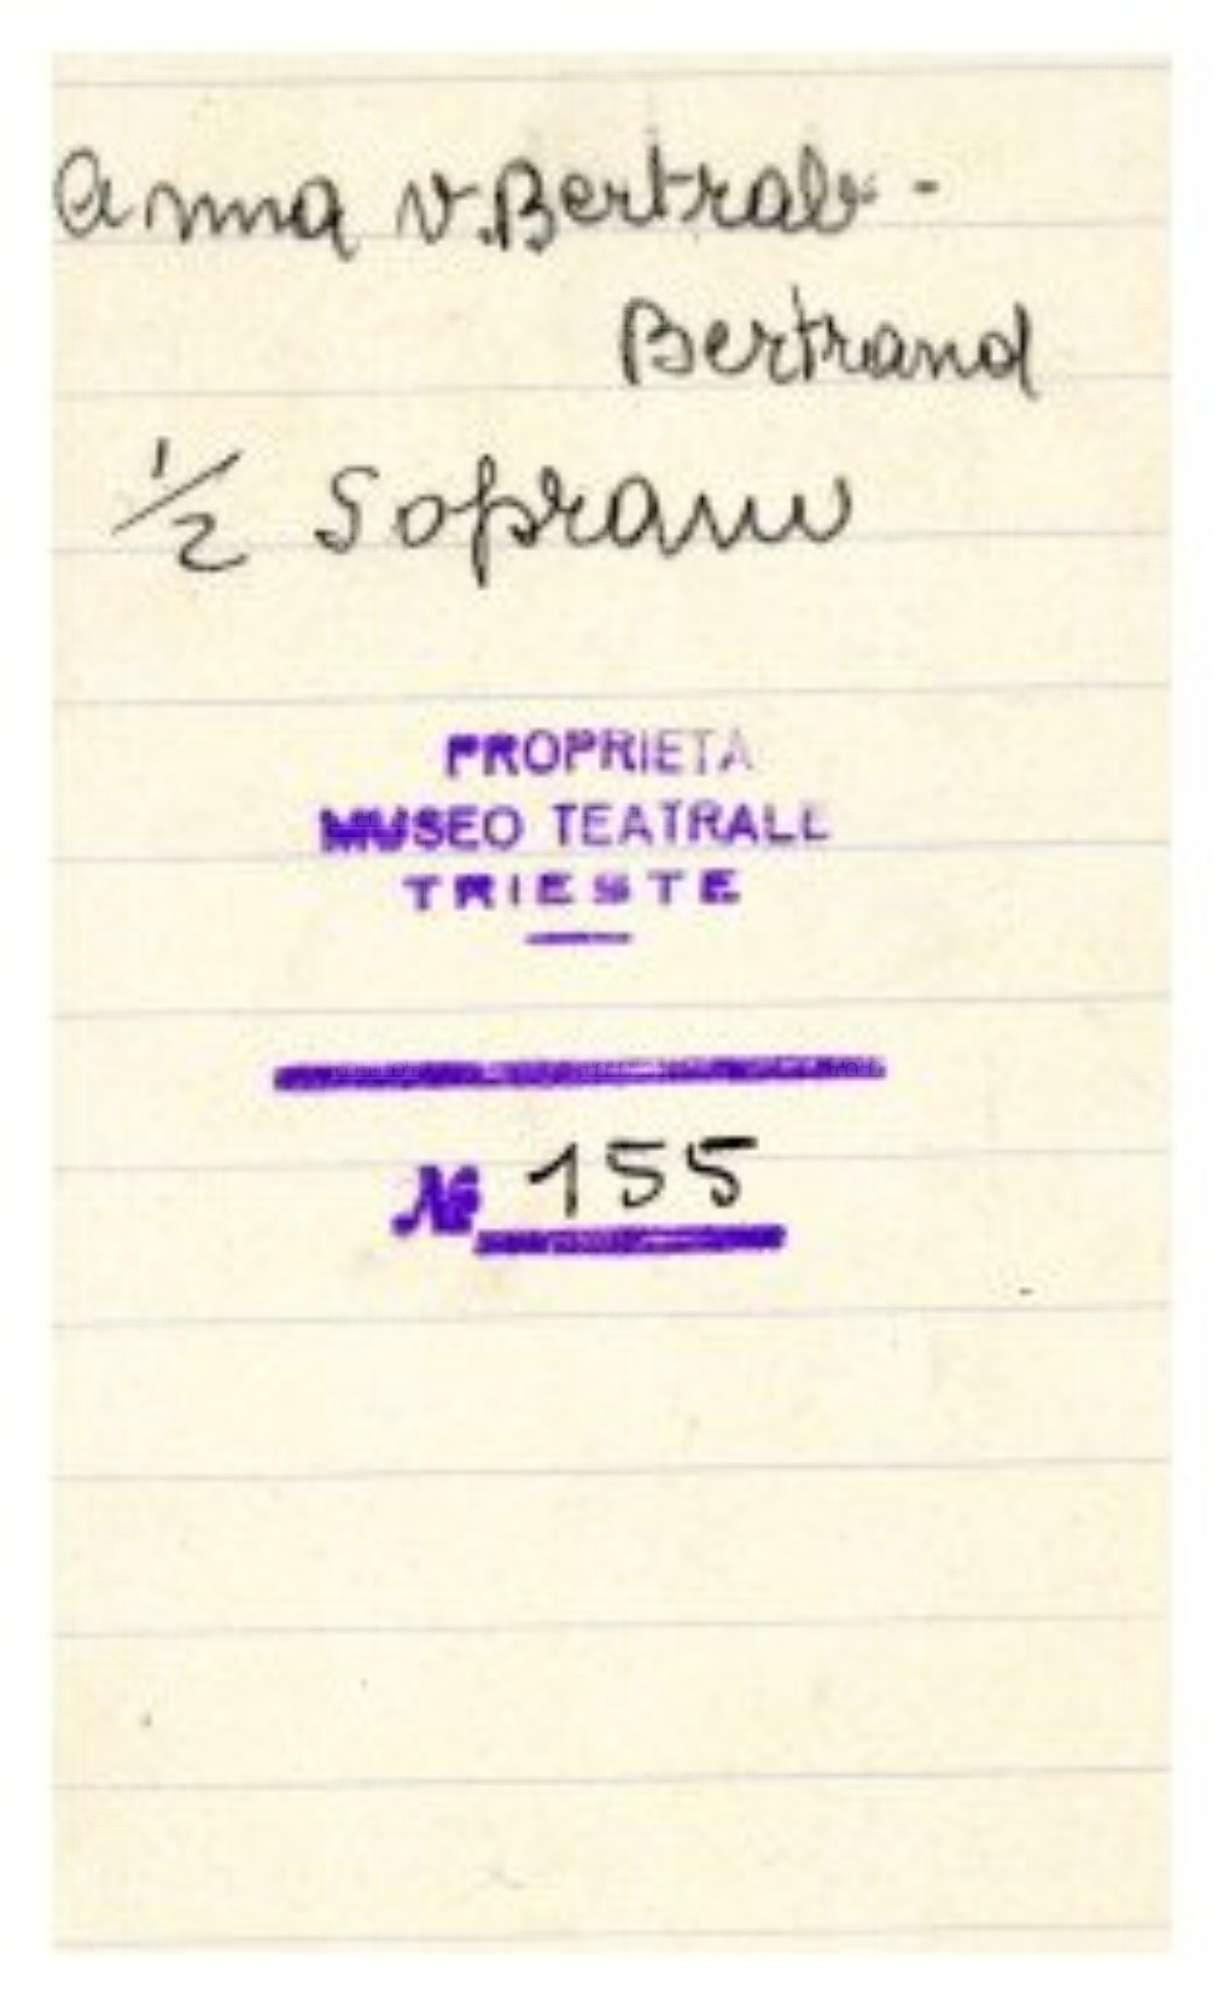 Anna v. Bertrab -
Bertrand
1/2 Soprano
PROPRIETÀ
MUSEO TEATRALE
TRIESTE
№ 155